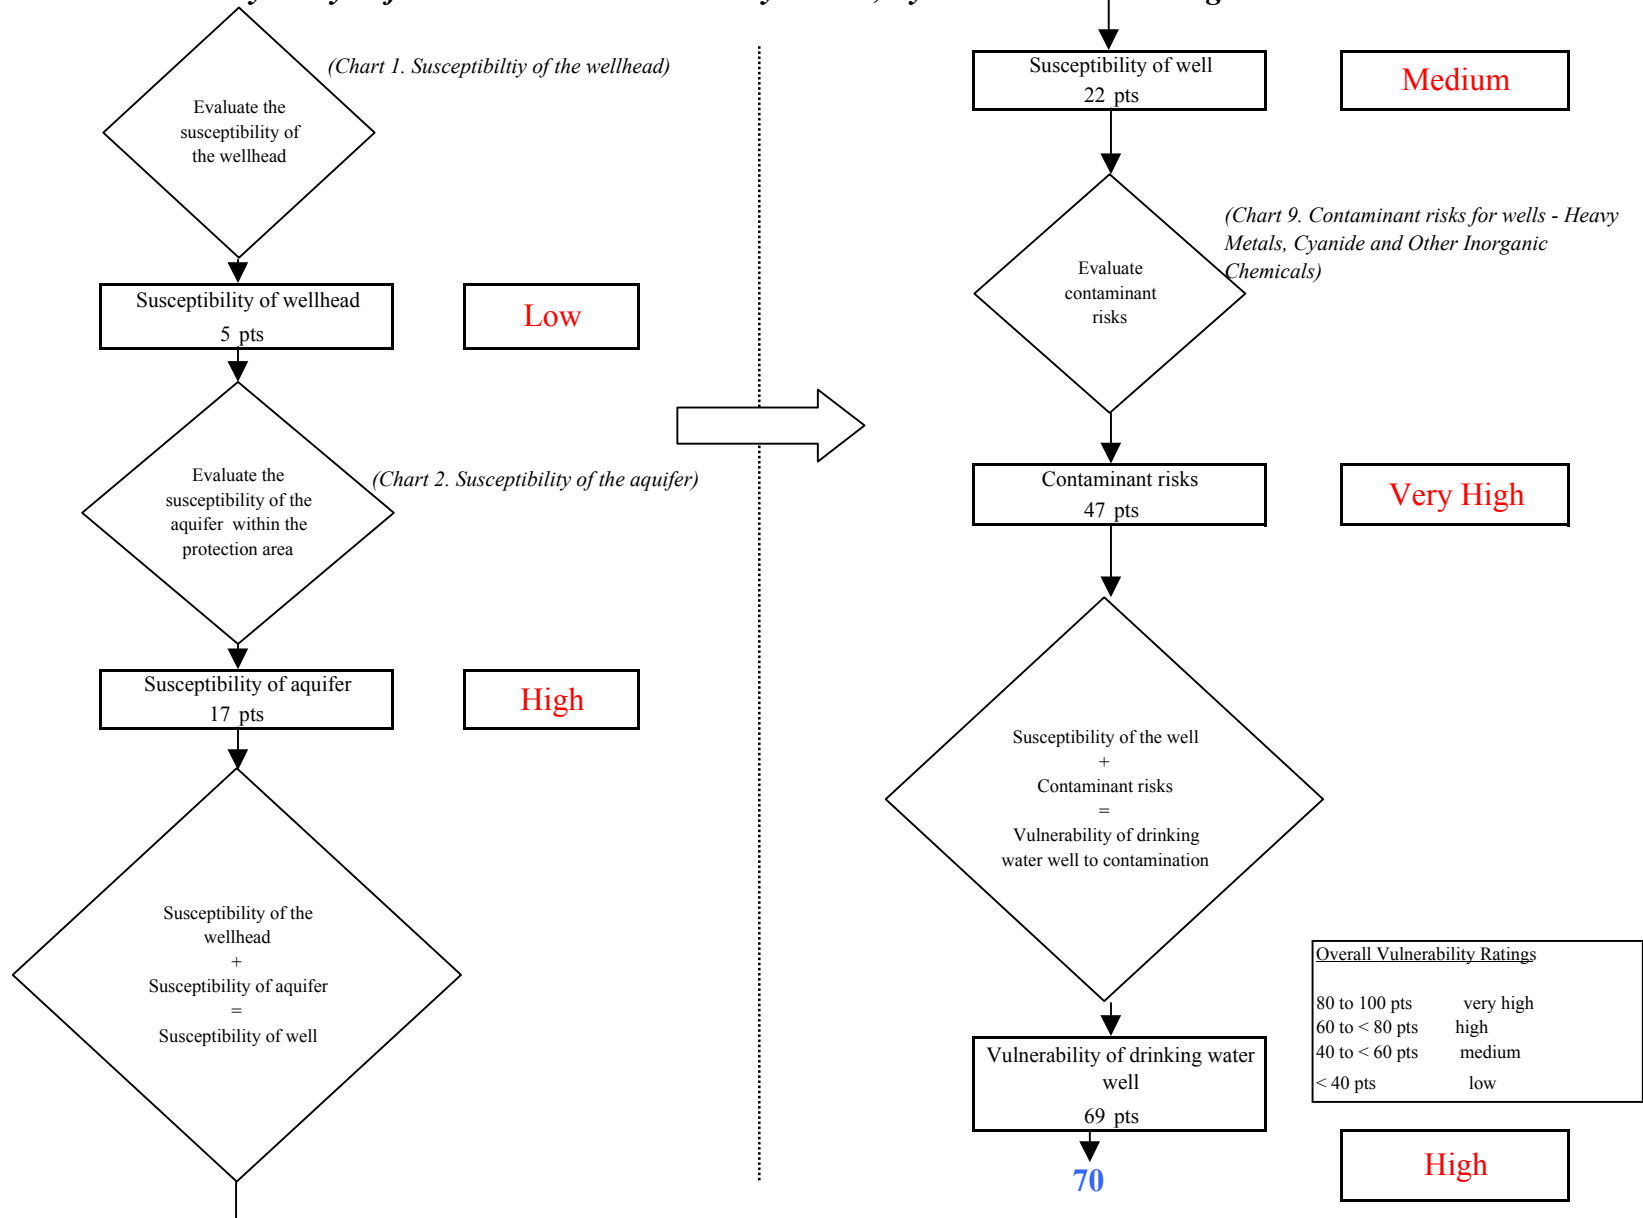 (Chart 1. Susceptibiltiy of the wellhead)
Evaluate the
susceptibility of
the wellhead
Susceptibility of wellhead
5 pts
Low
(Chart 2. Susceptibility of the aquifer)
Evaluate the
susceptibility of the
aquifer within the
protection area
Susceptibility of aquifer
17 pts
High
Susceptibility of the
wellhead
+
Susceptibility of aquifer
=
Susceptibility of well
Susceptibility of well
22 pts
Medium
(Chart 9. Contaminant risks for wells - Heavy
Metals, Cyanide and Other Inorganic
Chemicals)
Evaluate
contaminant
risks
Contaminant risks
47 pts
Very High
Susceptibility of the well
+
Contaminant risks
=
Vulnerability of drinking
water well to contamination
Overall Vulnerability Ratings
80 to 100 pts very high
60 to < 80 pts high
40 to < 60 pts medium
< 40 pts low
Vulnerability of drinking water
well
69 pts
70
High